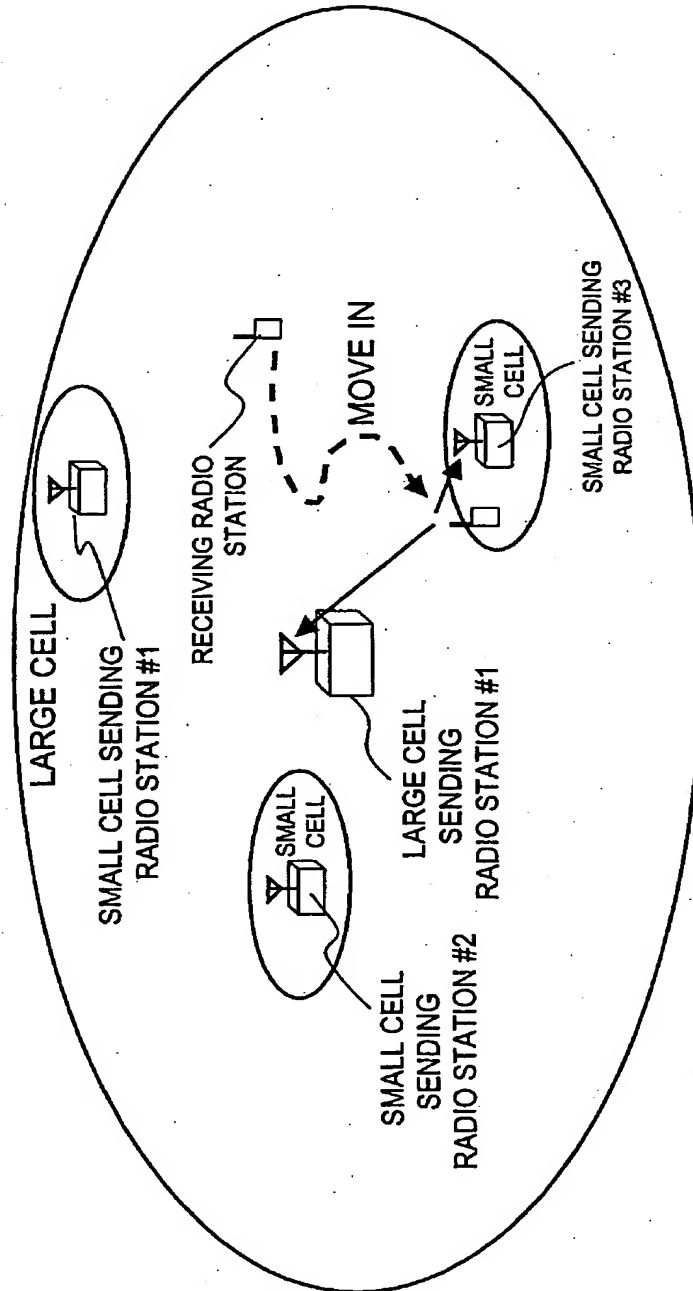 LARGE CELL
SMALL CELL SENDING
RADIO STATION #1
RECEIVING RADIO
STATION
MOVE IN
SMALL
CELL
SMALL CELL SENDING
RADIO STATION #2
LARGE CELL
SENDING
RADIO STATION #1
SMALL
CELL
SMALL CELL SENDING
RADIO STATION #3